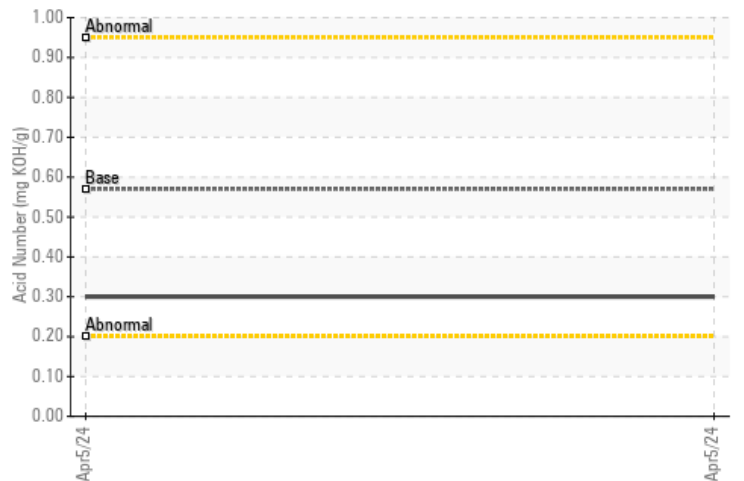 Acid Number (mg KOH/g)
1.00
0.90
0.80
0.70
0.60
0.50
0.40
0.30
0.20
0.10
0.00
Abnormal
Base
Abnormal
Apr5/24
Apr5/24